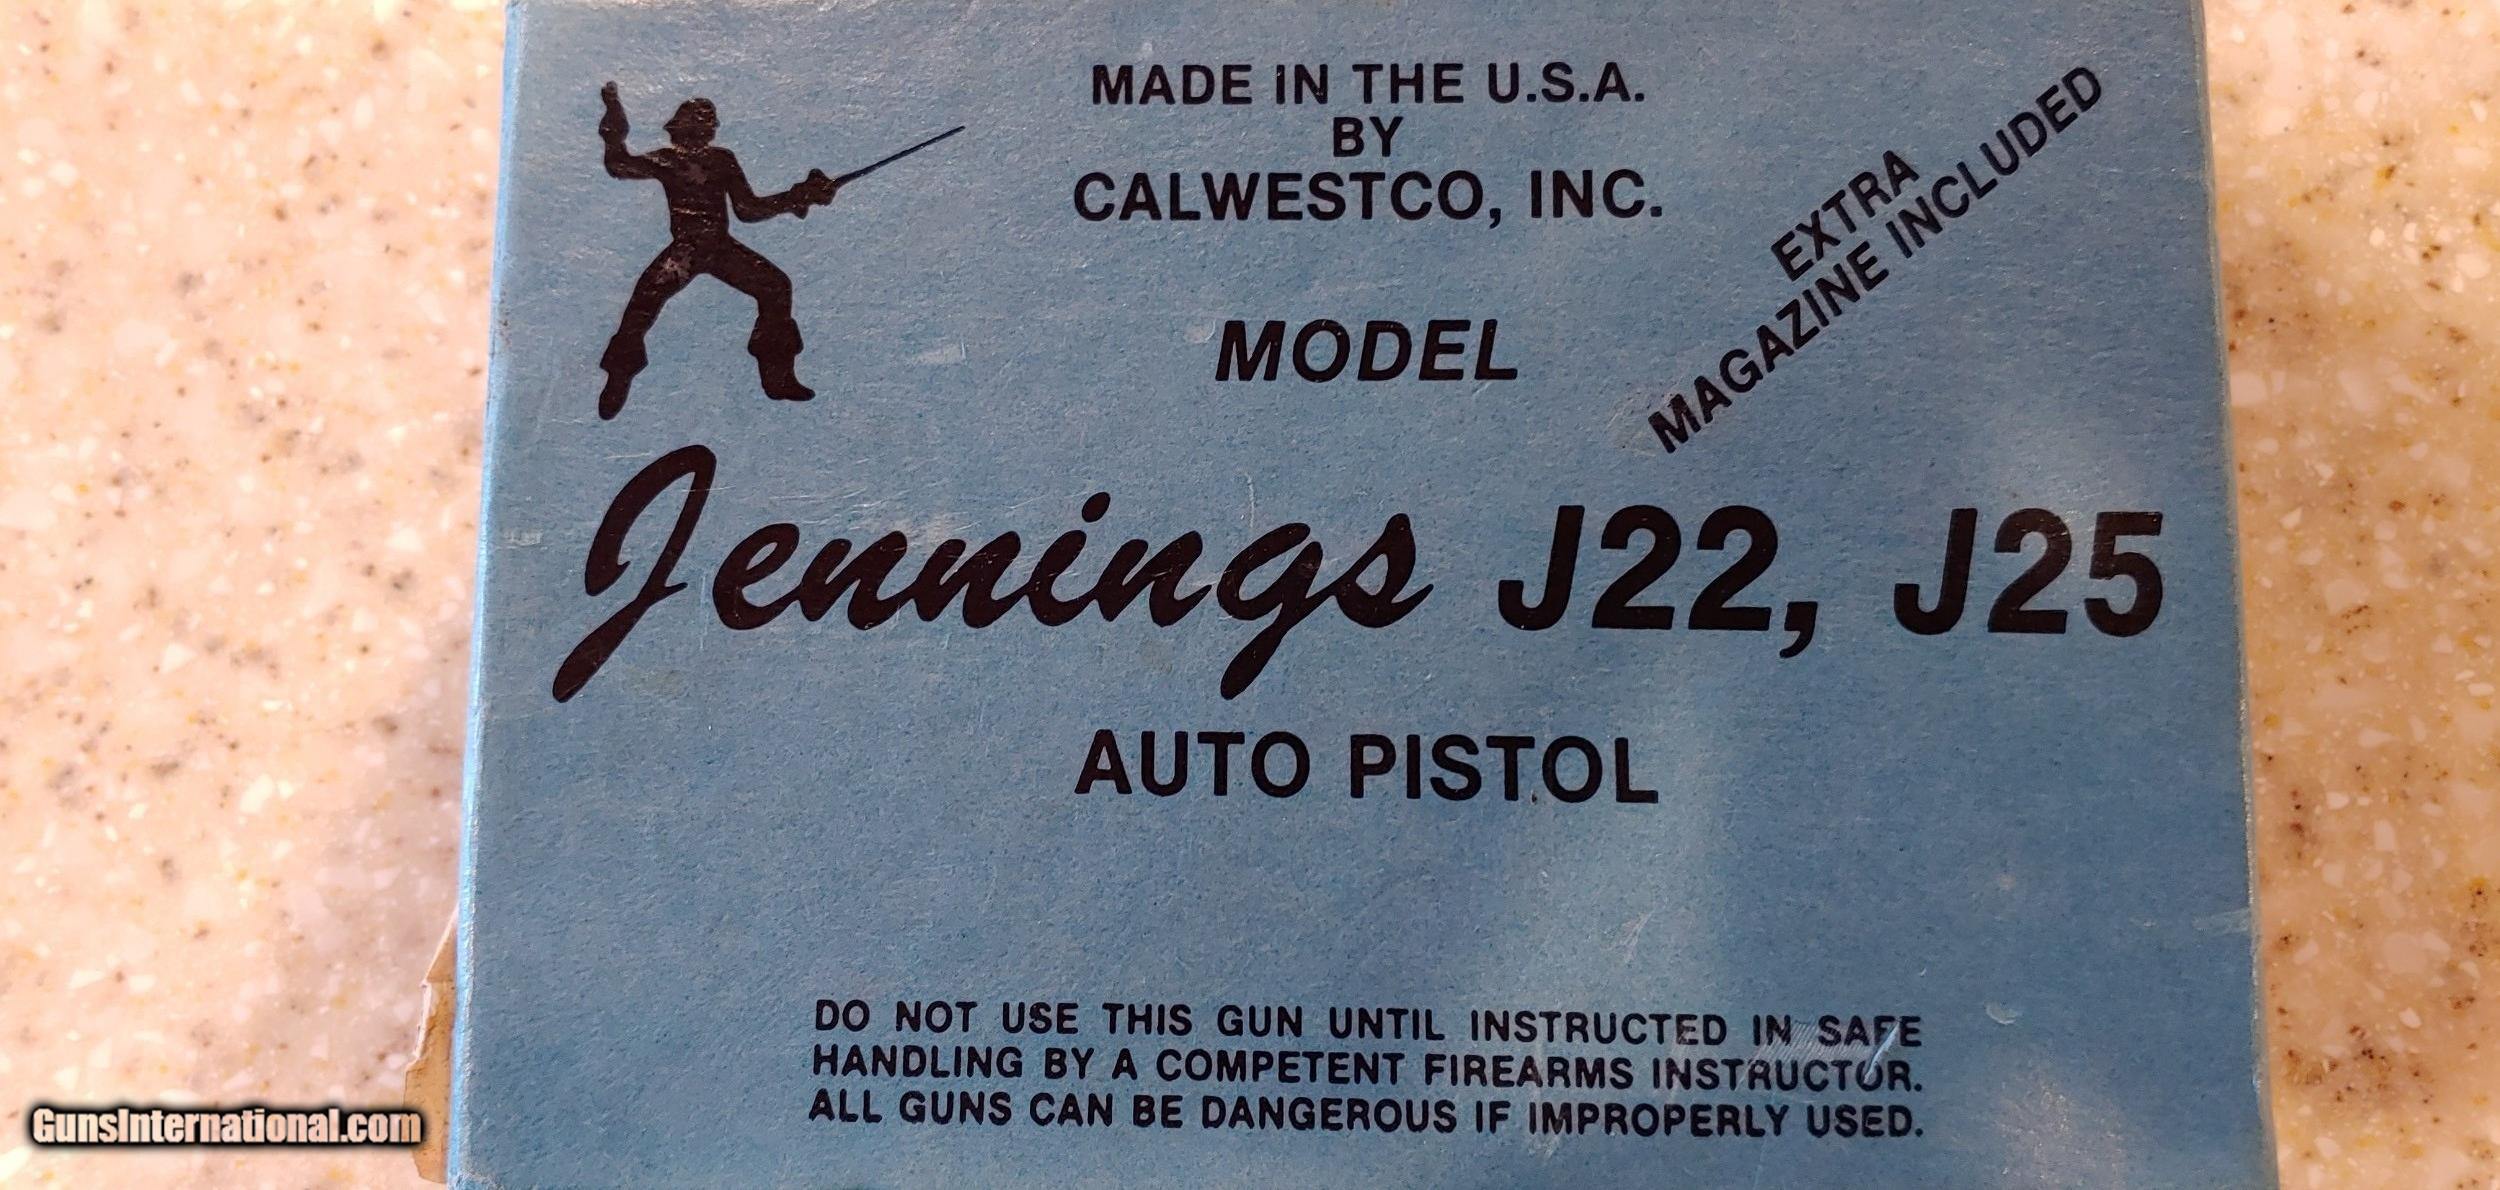 MADE IN THE U.S.A.
BY
CALWESTCO, INC.
EXTRA
MAGAZINE INCLUDED
MODEL
Jennings J22, J25
AUTO PISTOL
DO NOT USE THIS GUN UNTIL INSTRUCTED IN SAFE
HANDLING BY A COMPETENT FIREARMS INSTRUCTOR.
ALL GUNS CAN BE DANGEROUS IF IMPROPERLY USED.
GunsInternational.com